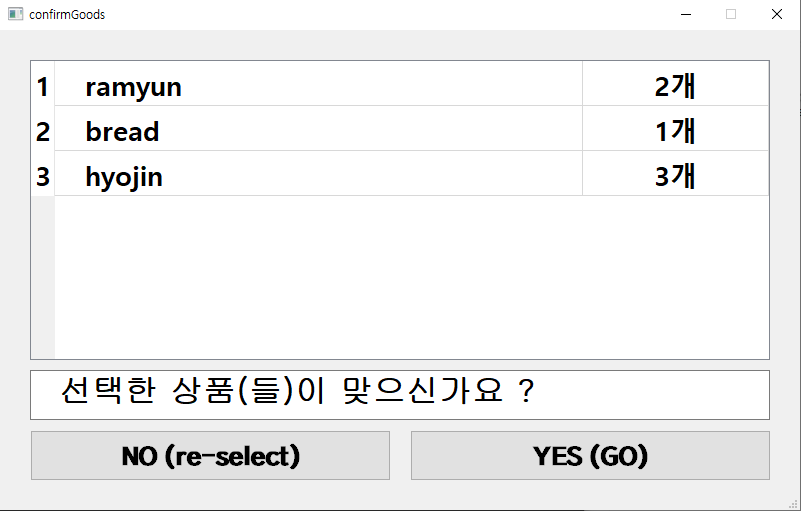 confirmGoods
1 ramyun 2개
2 bread 1개
3 hyojin 3개
선택한 상품(들)이 맞으신가요 ?
NO (re-select) YES (GO)